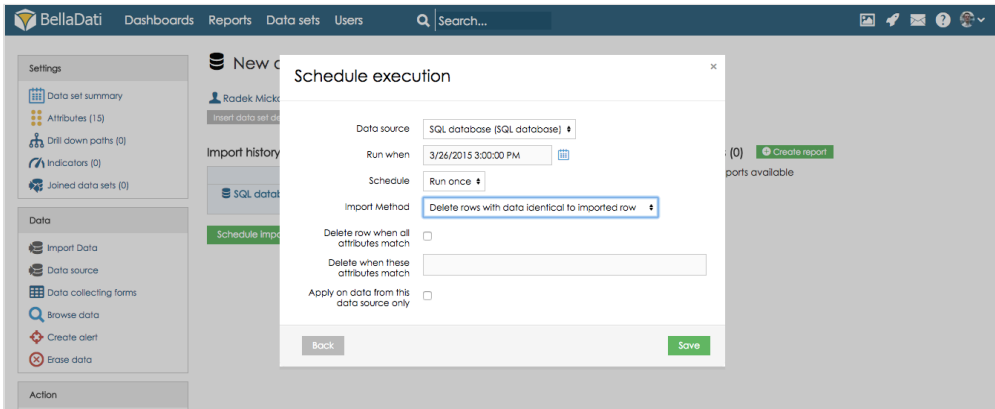 BellaDati Dashboards Reports Data sets Users Search...
Settings
Data set summary
Attributes (15)
Drill down paths (0)
Indicators (0)
Joined data sets (0)
Data
Import Data
Data source
Data collecting forms
Browse data
Create alert
Erase data
Action
New
Radek
Insert data set
Import history
SQL
Schedule
Schedule execution
×
Data source SQL database (SQL database)
Run when 3/26/2015 3:00:00 PM
Schedule Run once
Import Method Delete rows with data identical to imported row
Delete row when all
attributes match
Delete when these
attributes match
Apply on data from this
data source only
Back Save
(0) Create report
available